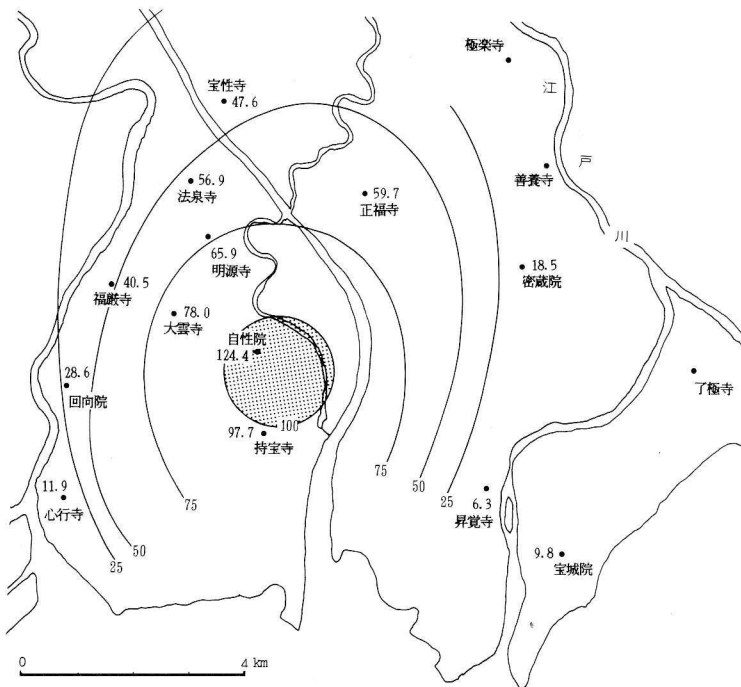 極楽寺
江
戸
川
宝性寺
47.6
善養寺
56.9
法泉寺
59.7
正福寺
65.9
明源寺
18.5
密蔵院
40.5
福厳寺
78.0
大雲寺
自性院
124.4
了極寺
28.6
回向院
100
97.7
持宝寺
75
50
25
75
50
25
11.9
心行寺
6.3
昇覚寺
9.8
宝城院
0
4 km